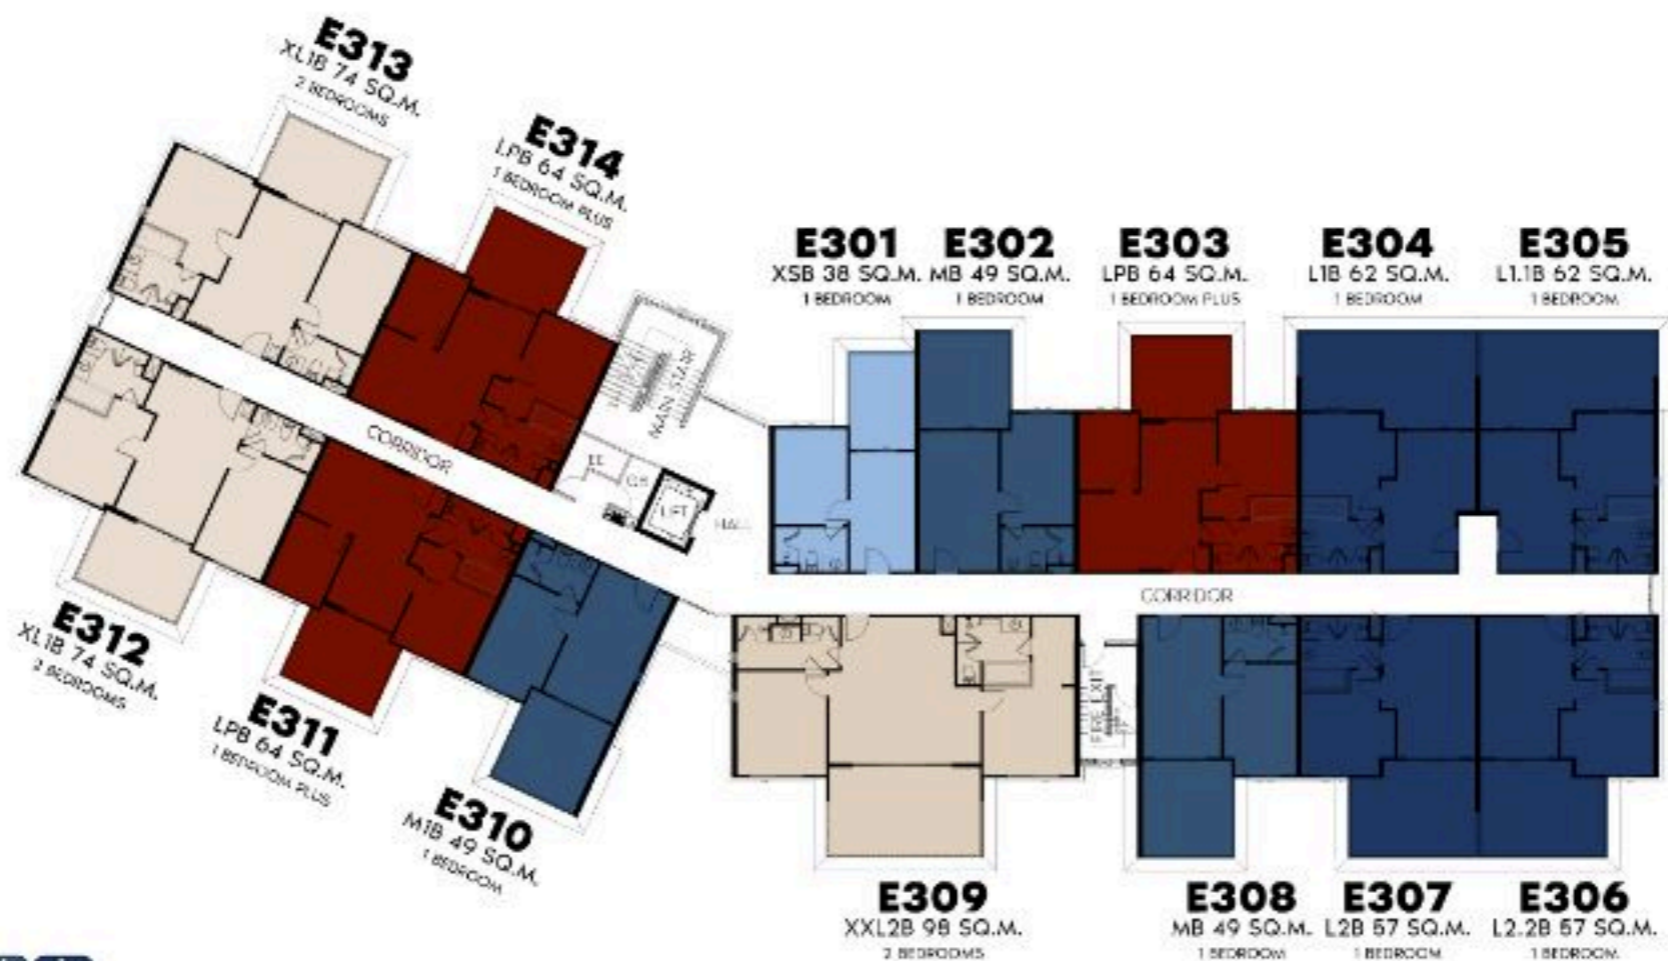 E313
XL1B 74 SQ.M.
2 BEDROOMS
E314
LPB 64 SQ.M.
1 BEDROOM PLUS
E301
XSB 38 SQ.M.
1 BEDROOM
E302
MB 49 SQ.M.
1 BEDROOM
E303
LPB 64 SQ.M.
1 BEDROOM PLUS
E304
L1B 62 SQ.M.
1 BEDROOM
E305
L1.1B 62 SQ.M.
1 BEDROOM
MAIN STAIR
CORRIDOR
EE
LIFT
HALL
CORRIDOR
FIRE EXIT
UP
E312
XL1B 74 SQ.M.
2 BEDROOMS
E311
LPB 64 SQ.M.
1 BEDROOM PLUS
E310
M1B 49 SQ.M.
1 BEDROOM
E309
XXL2B 98 SQ.M.
2 BEDROOMS
E308
MB 49 SQ.M.
1 BEDROOM
E307
L2B 57 SQ.M.
1 BEDROOM
E306
L2.2B 57 SQ.M.
1 BEDROOM